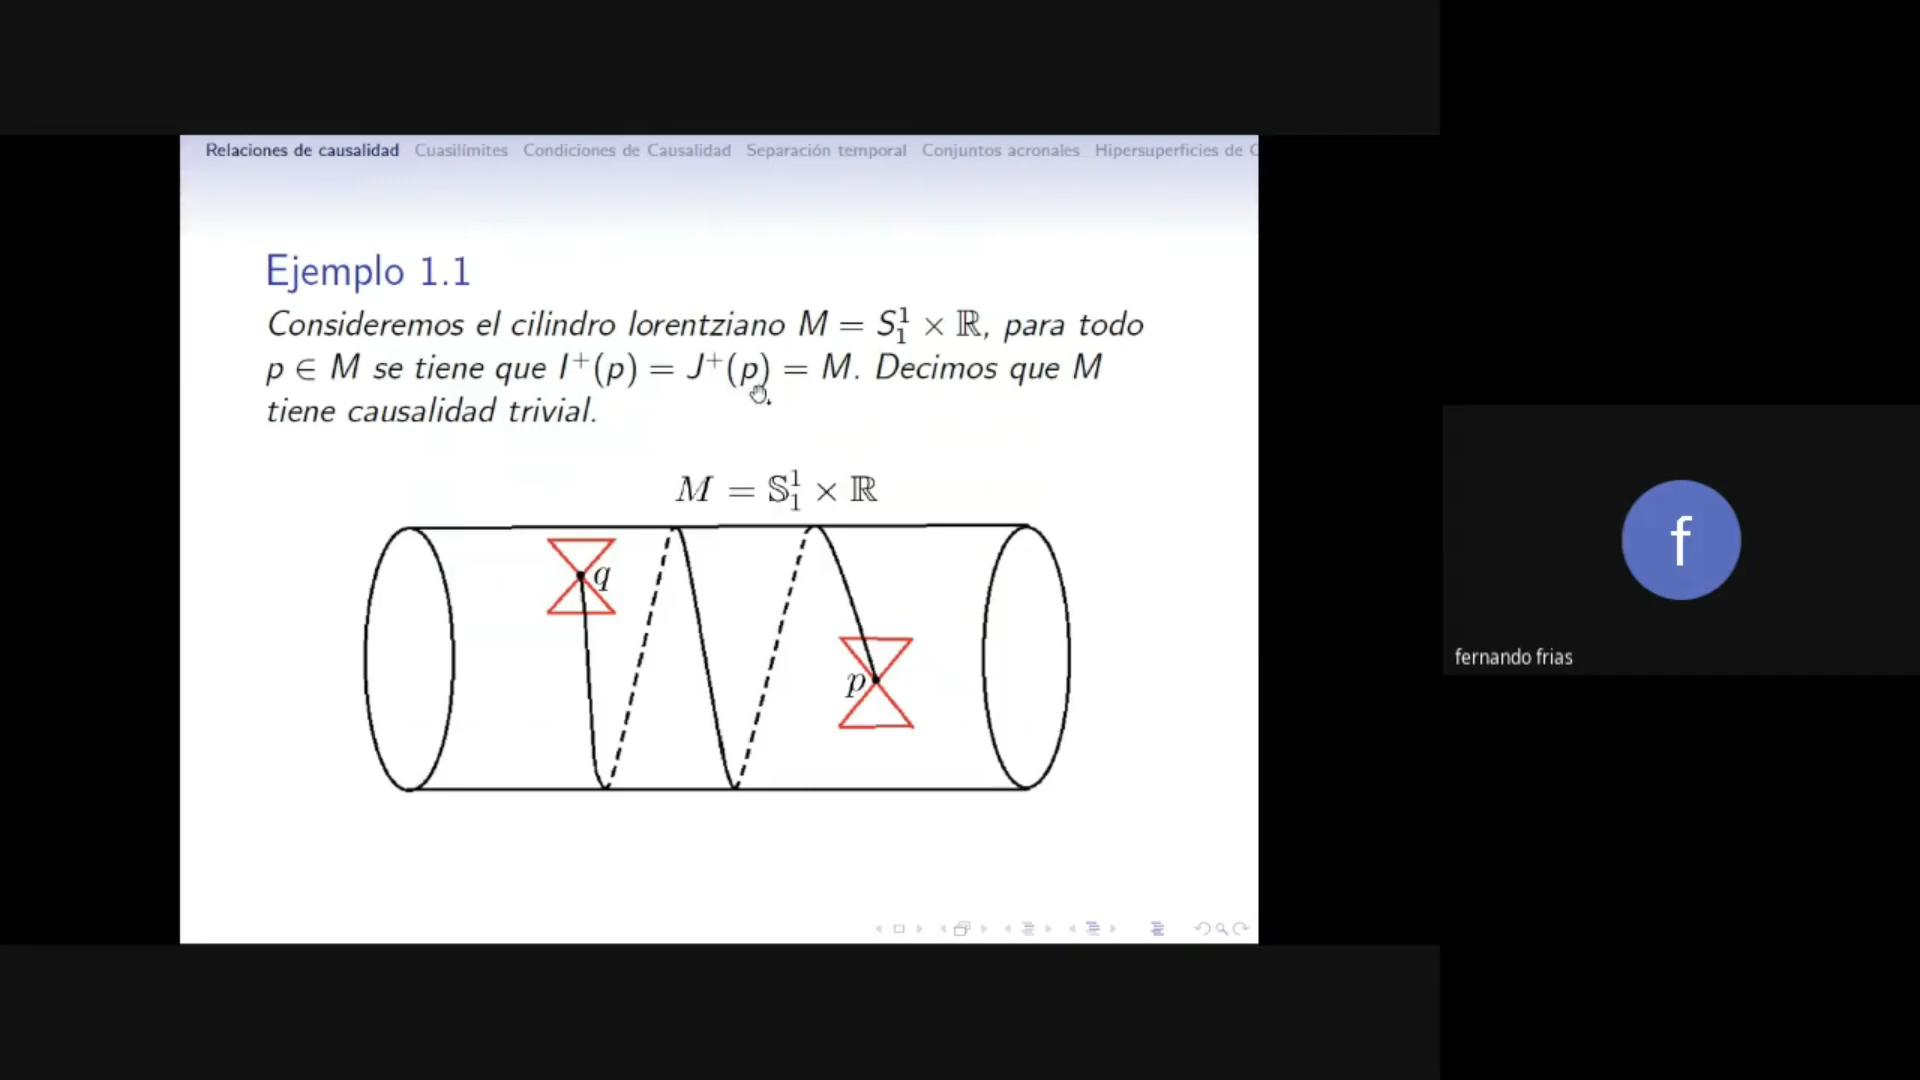 Relaciones de causalidad Cuasilímites Condiciones de Causalidad Separación temporal Conjuntos acronales Hipersuperficies de C
Ejemplo 1.1
Consideremos el cilindro lorentziano M = S₁¹ × ℝ, para todo
p ∈ M se tiene que I⁺(p) = J⁺(p) = M. Decimos que M
tiene causalidad trivial.
M = 𝕊₁¹ × ℝ
q
p
f
fernando frias